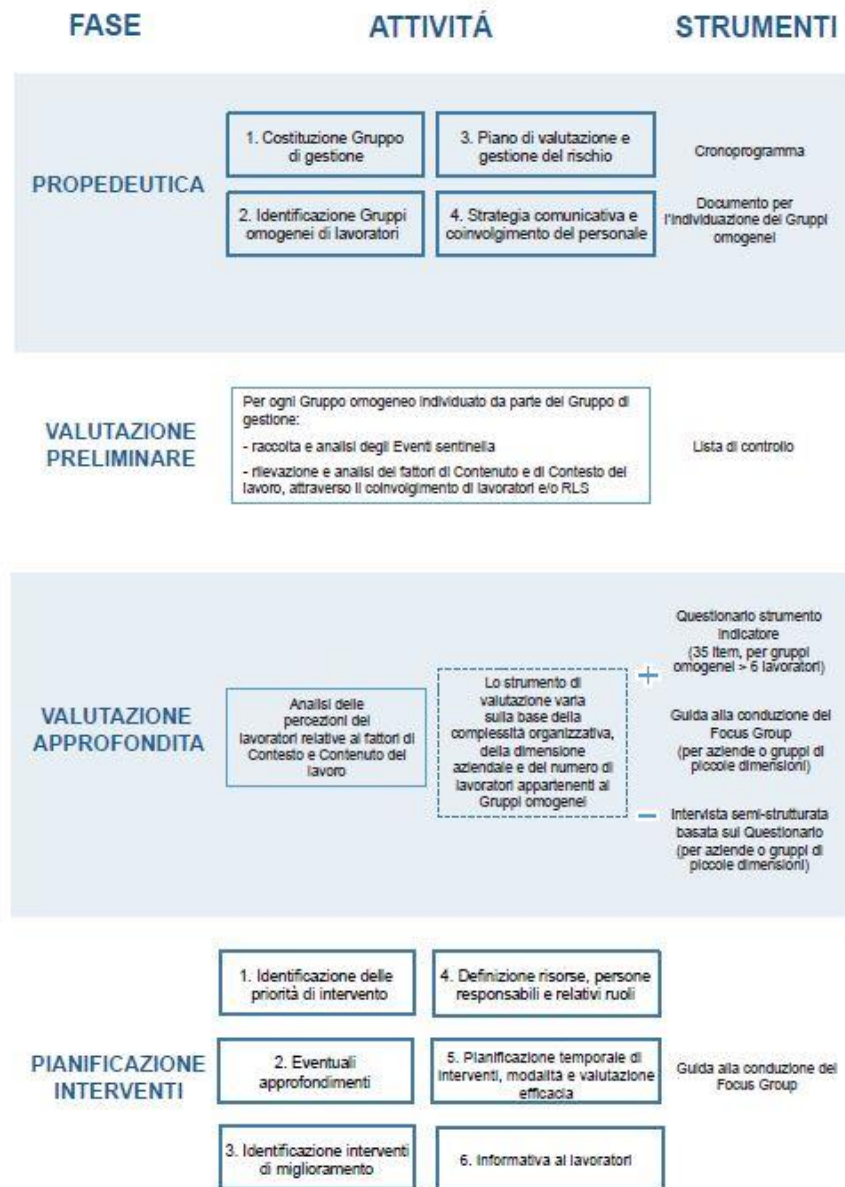 FASE
ATTIVITÁ
STRUMENTI
PROPEDEUTICA
1. Costituzione Gruppo
di gestione
3. Piano di valutazione e
gestione del rischio
2. Identificazione Gruppi
omogenei di lavoratori
4. Strategia comunicativa e
coinvolgimento del personale
Cronoprogramma
Documento per
l'individuazione dei Gruppi
omogenei
VALUTAZIONE
PRELIMINARE
Per ogni Gruppo omogeneo individuato da parte del Gruppo di
gestione:
- raccolta e analisi degli Eventi sentinella
- rilevazione e analisi dei fattori di Contenuto e di Contesto del
lavoro, attraverso il coinvolgimento di lavoratori e/o RLS
Lista di controllo
VALUTAZIONE
APPROFONDITA
Analisi delle
percezioni dei
lavoratori relative ai fattori di
Contesto e Contenuto del
lavoro
Lo strumento di
valutazione varia
sulla base della
complessità organizzativa,
della dimensione
aziendale e del numero di
lavoratori appartenenti ai
Gruppi omogenei
+
−
Questionario strumento
indicatore
(35 item, per gruppi
omogenei > 6 lavoratori)
Guida alla conduzione del
Focus Group
(per aziende o gruppi di
piccole dimensioni)
Intervista semi-strutturata
basata sul Questionario
(per aziende o gruppi di
piccole dimensioni)
PIANIFICAZIONE
INTERVENTI
1. Identificazione delle
priorità di intervento
4. Definizione risorse, persone
responsabili e relativi ruoli
2. Eventuali
approfondimenti
5. Pianificazione temporale di
interventi, modalità e valutazione
efficacia
3. Identificazione interventi
di miglioramento
6. Informativa ai lavoratori
Guida alla conduzione del
Focus Group